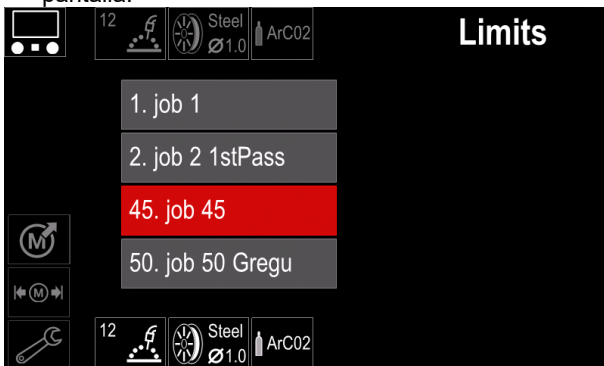 pantalla.
12 Steel ø1.0 ArC02 Limits
1. job 1
2. job 2 1stPass
45. job 45
50. job 50 Gregu
M
M
12 Steel ø1.0 ArC02